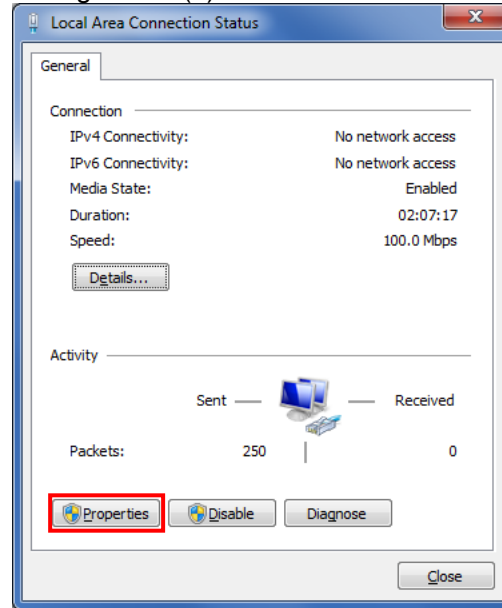 Local Area Connection Status
General
Connection
IPv4 Connectivity: No network access
IPv6 Connectivity: No network access
Media State: Enabled
Duration: 02:07:17
Speed: 100.0 Mbps
Details...
Activity
Sent Received
Packets: 250 0
Properties Disable Diagnose
Close